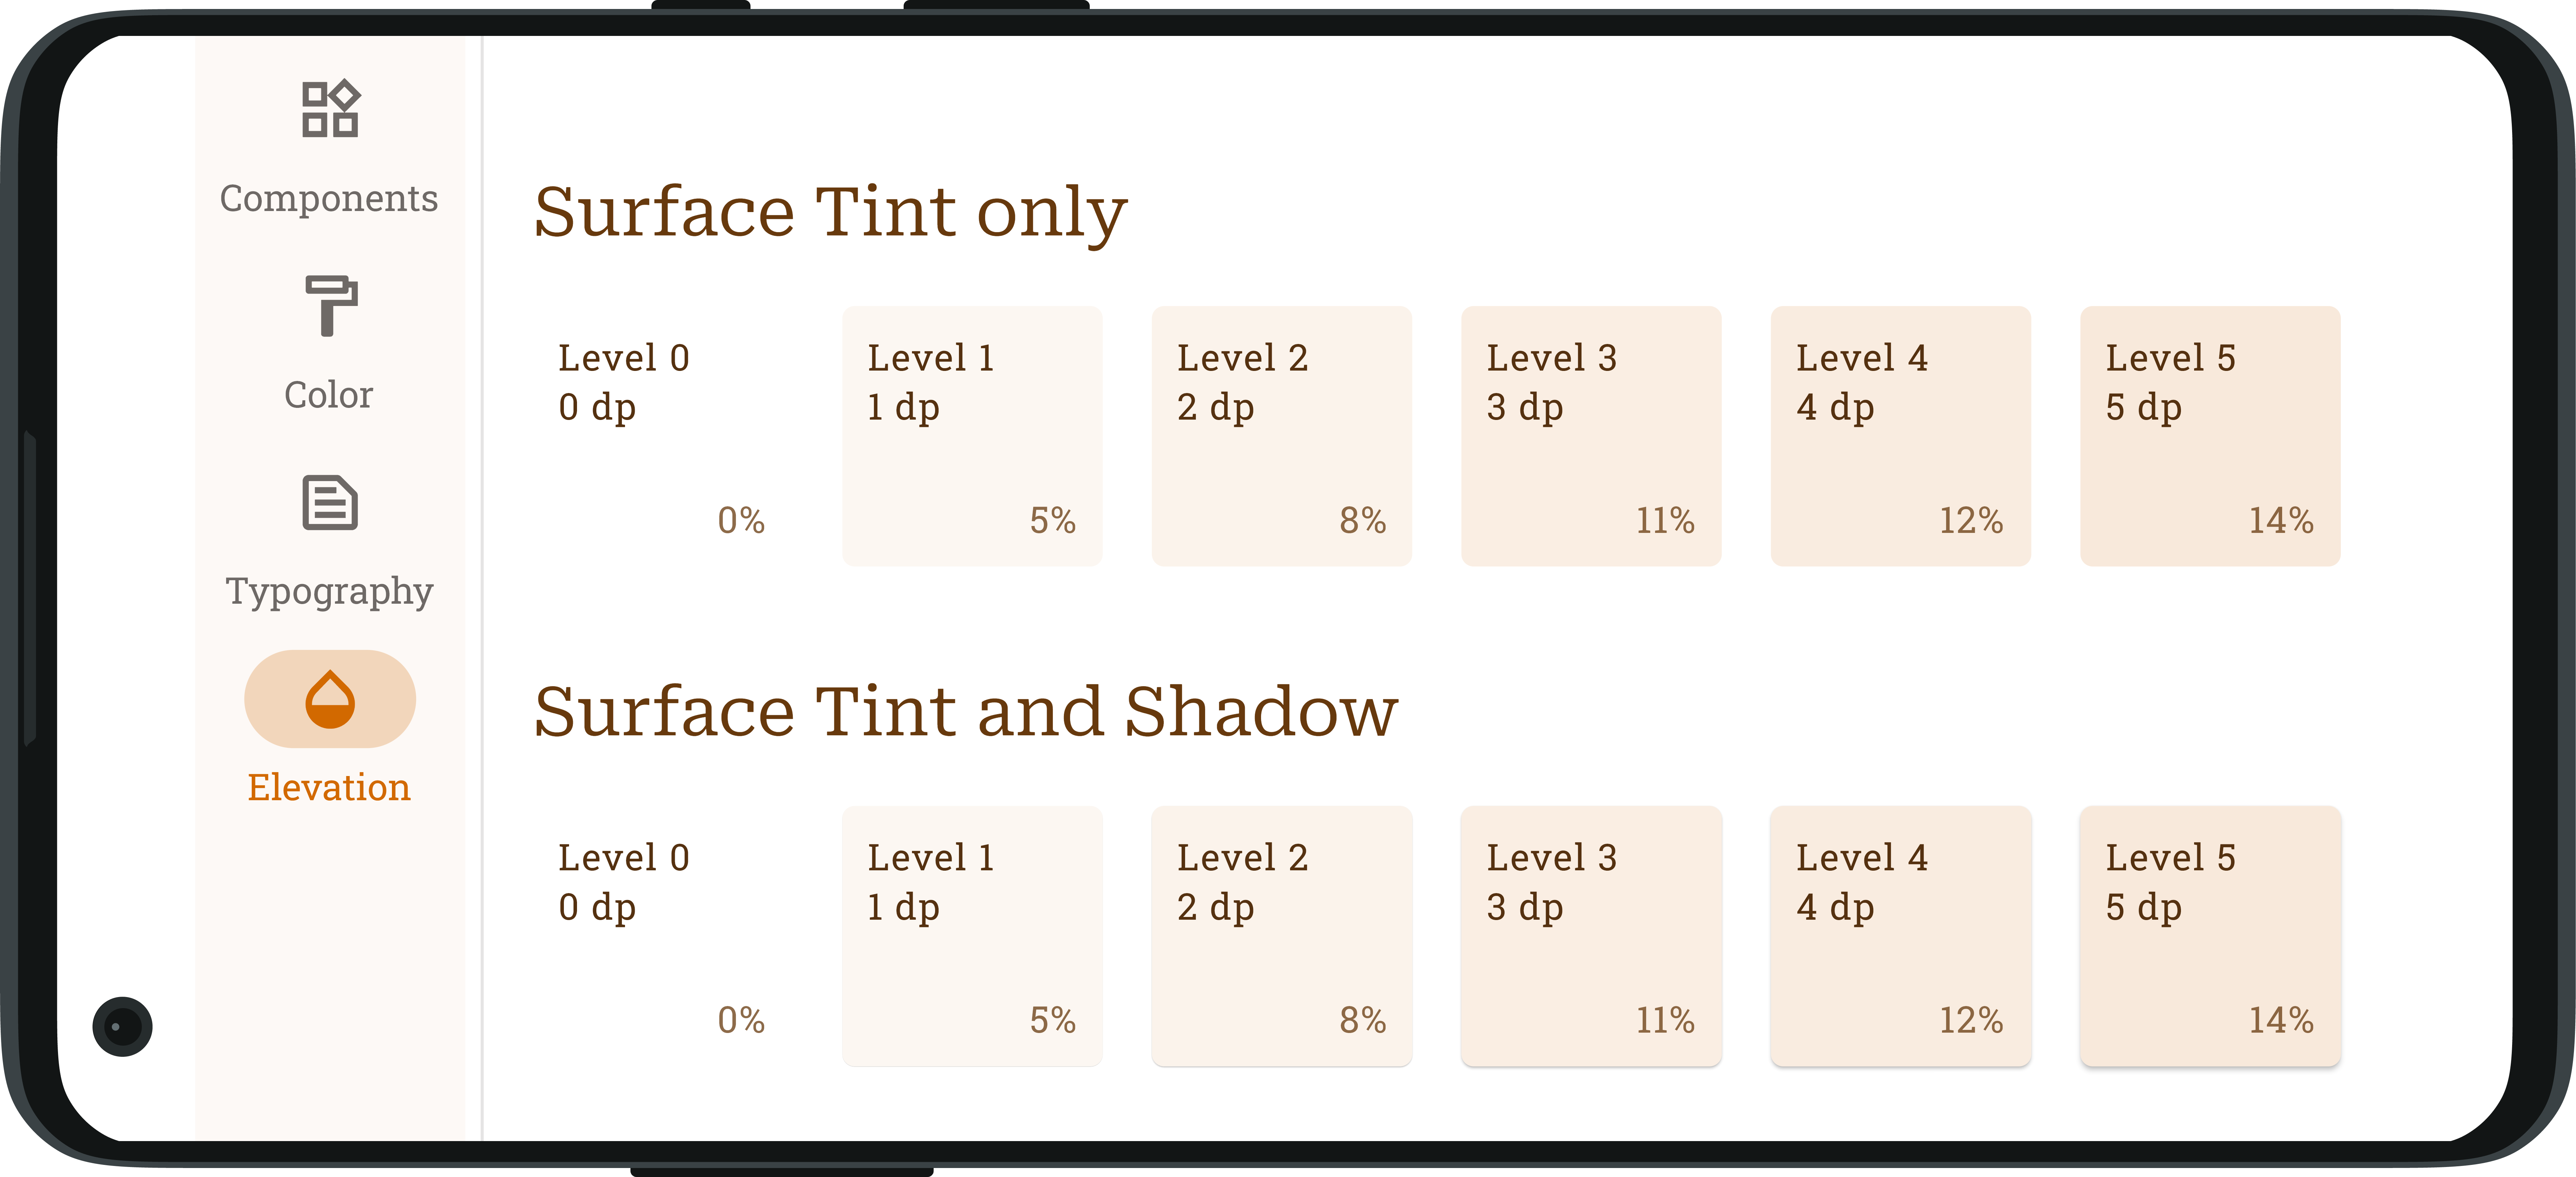 Components
Color
Typography
Elevation
Surface Tint only
Level 0
0 dp
0%
Level 1
1 dp
5%
Level 2
2 dp
8%
Level 3
3 dp
11%
Level 4
4 dp
12%
Level 5
5 dp
14%
Surface Tint and Shadow
Level 0
0 dp
0%
Level 1
1 dp
5%
Level 2
2 dp
8%
Level 3
3 dp
11%
Level 4
4 dp
12%
Level 5
5 dp
14%